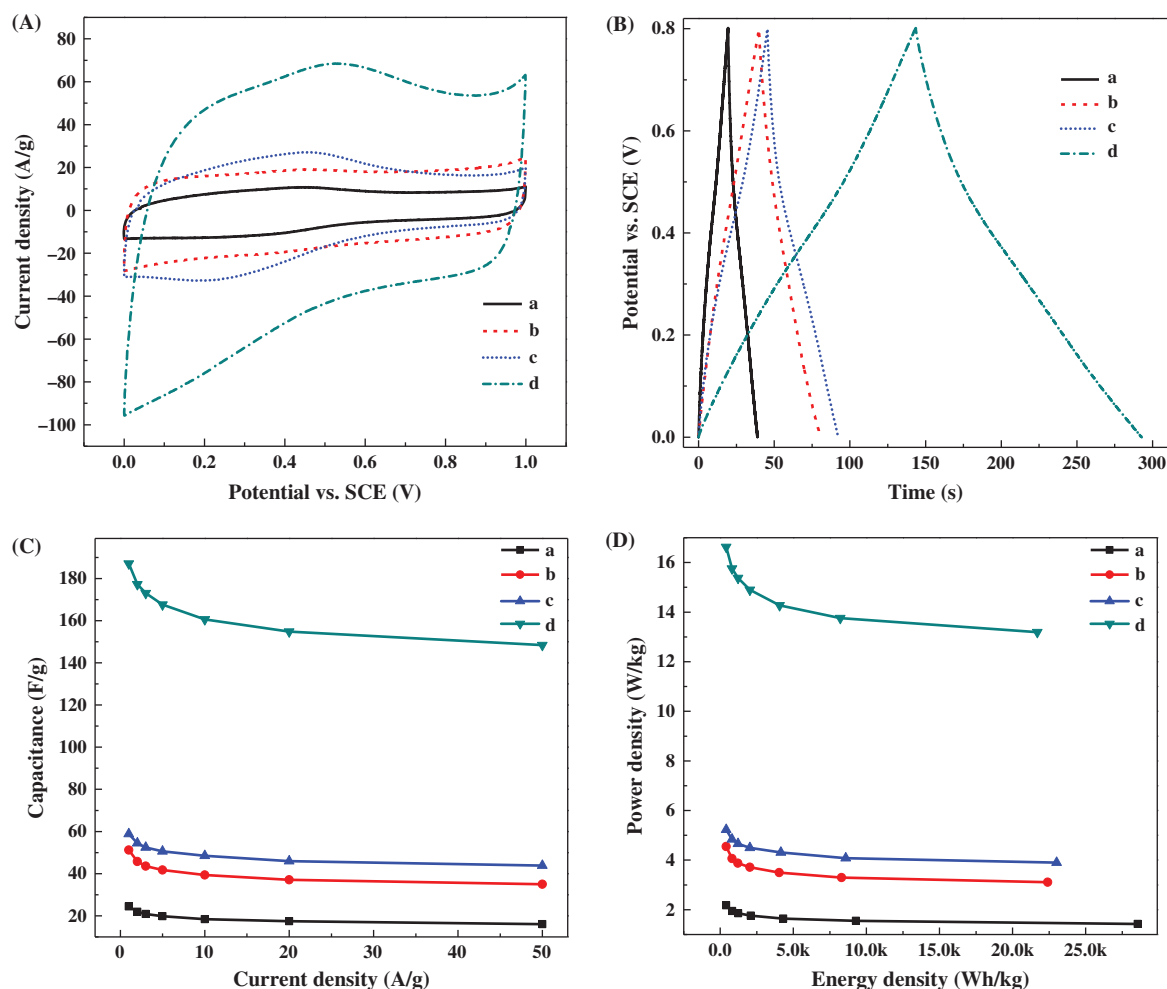 (A)
80
60
40
20
0
−20
−40
−60
−80
−100
Current density (A/g)
a
b
c
d
0.0 0.2 0.4 0.6 0.8 1.0
Potential vs. SCE (V)
(B)
0.8
0.6
0.4
0.2
0.0
Potential vs. SCE (V)
a
b
c
d
0 50 100 150 200 250 300
Time (s)
(C)
180
160
140
120
100
80
60
40
20
Capacitance (F/g)
a
b
c
d
0 10 20 30 40 50
Current density (A/g)
(D)
16
14
12
10
8
6
4
2
Power density (W/kg)
a
b
c
d
0.0 5.0k 10.0k 15.0k 20.0k 25.0k
Energy density (Wh/kg)